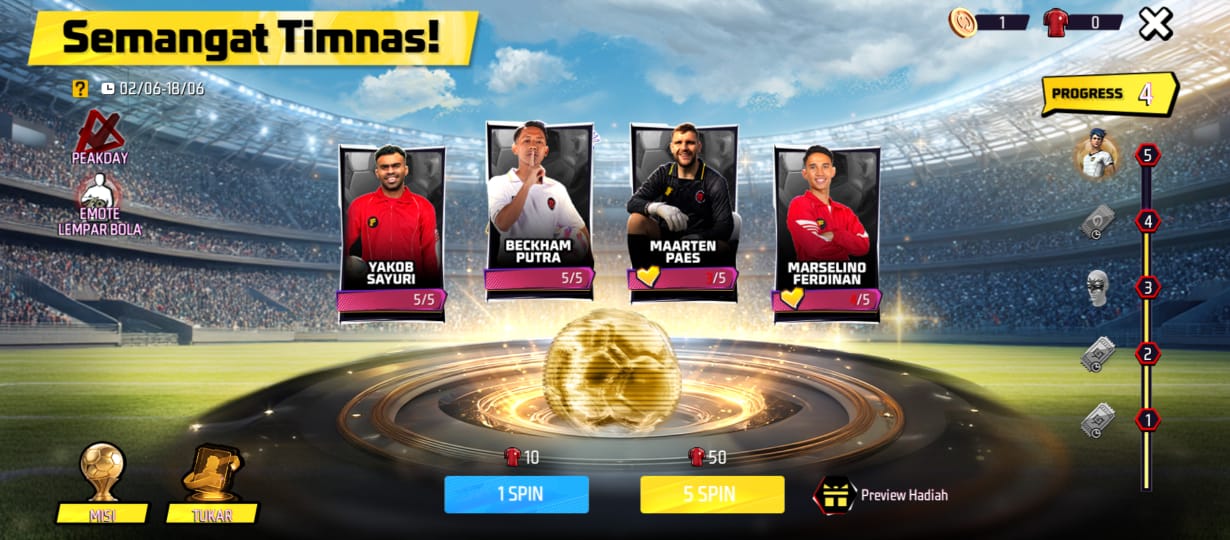 Semangat Timnas!
1
0
? 02/06-18/06
PROGRESS 4
PEAKDAY
EMOTE
LEMPAR BOLA
YAKOB
SAYURI
5/5
BECKHAM
PUTRA
5/5
MAARTEN
PAES
/5
MARSELINO
FERDINAN
/5
5
4
3
2
1
10
50
1 SPIN
5 SPIN
Preview Hadiah
MISI
TUKAR